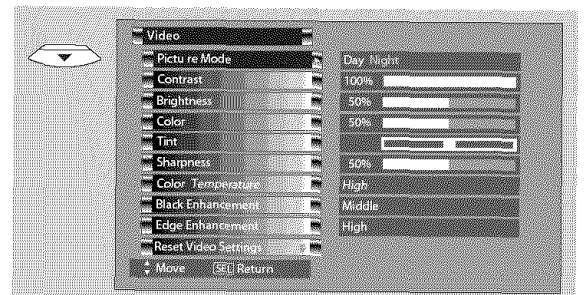 Video
Pictu re Mode Day Night
Contrast 100%
Brightness 50%
Color 50%
Tint
Sharpness 50%
Color Temperature High
Black Enhancement Middle
Edge Enhancement High
Reset Video Settings
Move SEL Return